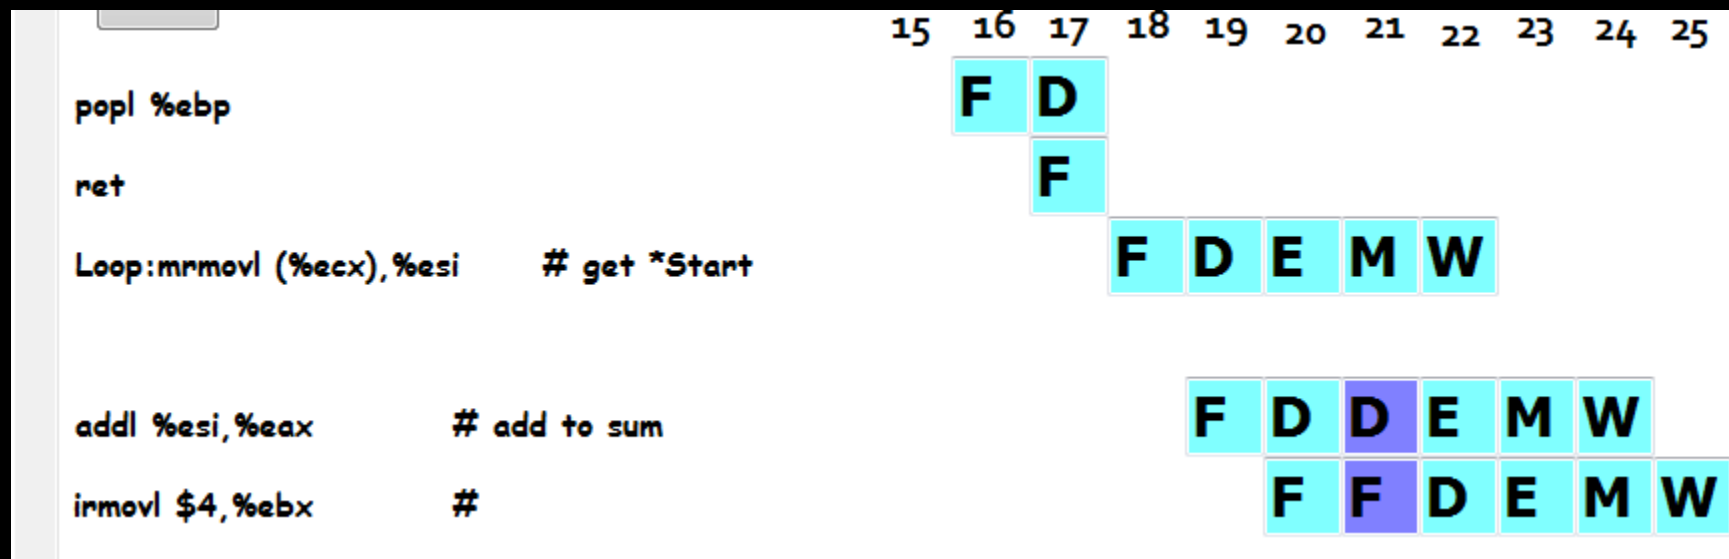 15 16 17 18 19 20 21 22 23 24 25
popl %ebp F D
ret F
Loop:mrmovl (%ecx),%esi # get *Start F D E M W
addl %esi,%eax # add to sum F D D E M W
irmovl $4,%ebx # F F D E M W